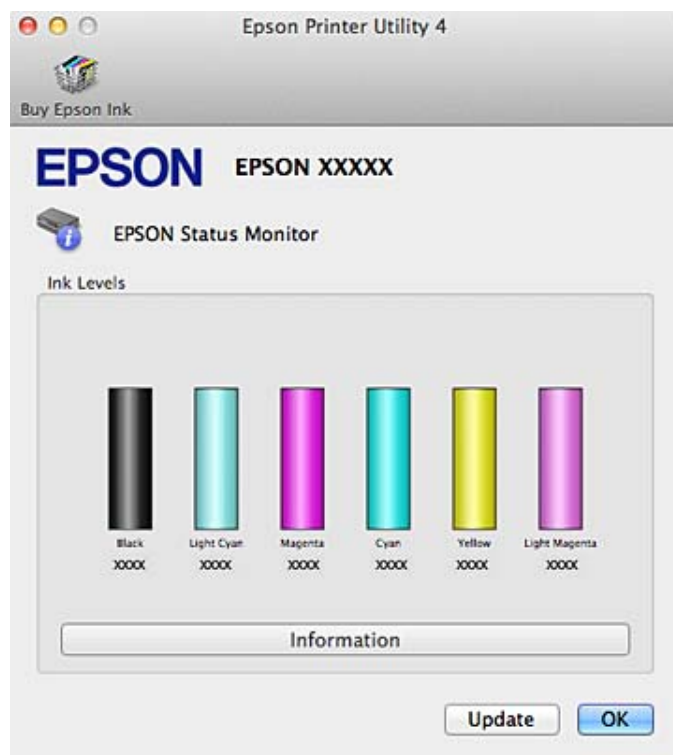 Epson Printer Utility 4
Buy Epson Ink
EPSON EPSON XXXXX
EPSON Status Monitor
Ink Levels
Black Light Cyan Magenta Cyan Yellow Light Magenta
XXXX XXXX XXXX XXXX XXXX XXXX
Information
Update OK